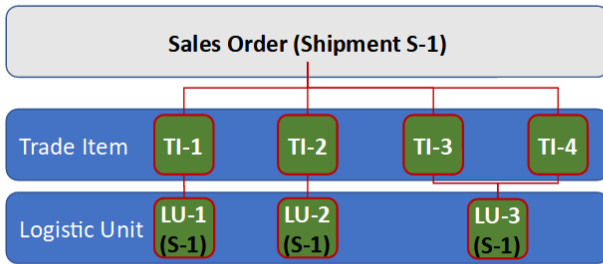 Sales Order (Shipment S-1)
Trade Item
TI-1
TI-2
TI-3
TI-4
Logistic Unit
LU-1
(S-1)
LU-2
(S-1)
LU-3
(S-1)